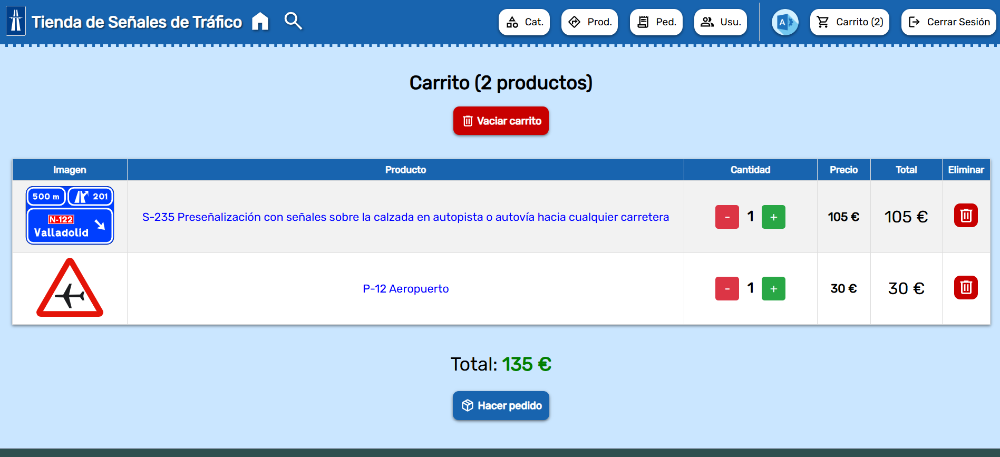 Tienda de Señales de Tráfico
Cat.
Prod.
Ped.
Usu.
A
Carrito (2)
Cerrar Sesión
Carrito (2 productos)
Vaciar carrito
Imagen
Producto
Cantidad
Precio
Total
Eliminar
500 m
201
N-122
Valladolid
S-235 Preseñalización con señales sobre la calzada en autopista o autovía hacia cualquier carretera
- 1 +
105 €
105 €
P-12 Aeropuerto
- 1 +
30 €
30 €
Total: 135 €
Hacer pedido